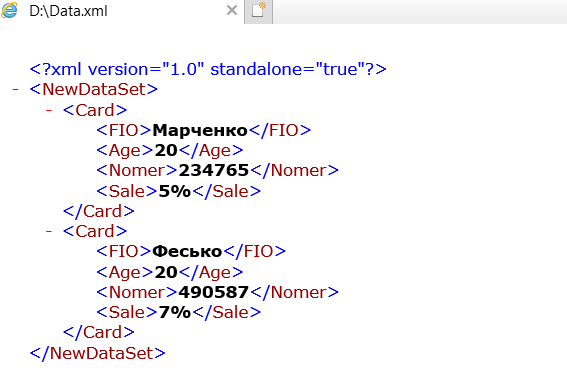 D:\Data.xml
<?xml version="1.0" standalone="true"?>
- <NewDataSet>
- <Card>
<FIO>Марченко</FIO>
<Age>20</Age>
<Nomer>234765</Nomer>
<Sale>5%</Sale>
</Card>
- <Card>
<FIO>Фесько</FIO>
<Age>20</Age>
<Nomer>490587</Nomer>
<Sale>7%</Sale>
</Card>
</NewDataSet>